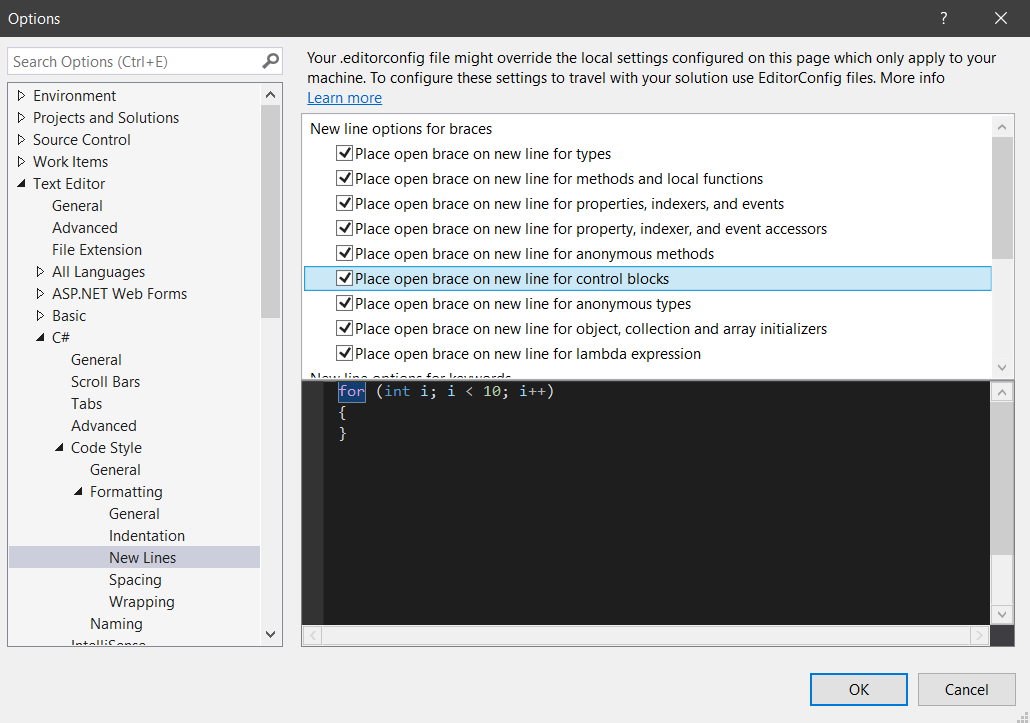 Options
?
Search Options (Ctrl+E)
Environment
Projects and Solutions
Source Control
Work Items
Text Editor
General
Advanced
File Extension
All Languages
ASP.NET Web Forms
Basic
C#
General
Scroll Bars
Tabs
Advanced
Code Style
General
Formatting
General
Indentation
New Lines
Spacing
Wrapping
Naming
IntelliSense
Your .editorconfig file might override the local settings configured on this page which only apply to your
machine. To configure these settings to travel with your solution use EditorConfig files. More info
Learn more
New line options for braces
Place open brace on new line for types
Place open brace on new line for methods and local functions
Place open brace on new line for properties, indexers, and events
Place open brace on new line for property, indexer, and event accessors
Place open brace on new line for anonymous methods
Place open brace on new line for control blocks
Place open brace on new line for anonymous types
Place open brace on new line for object, collection and array initializers
Place open brace on new line for lambda expression
New line options for keywords
for (int i; i < 10; i++)
{
}
OK
Cancel